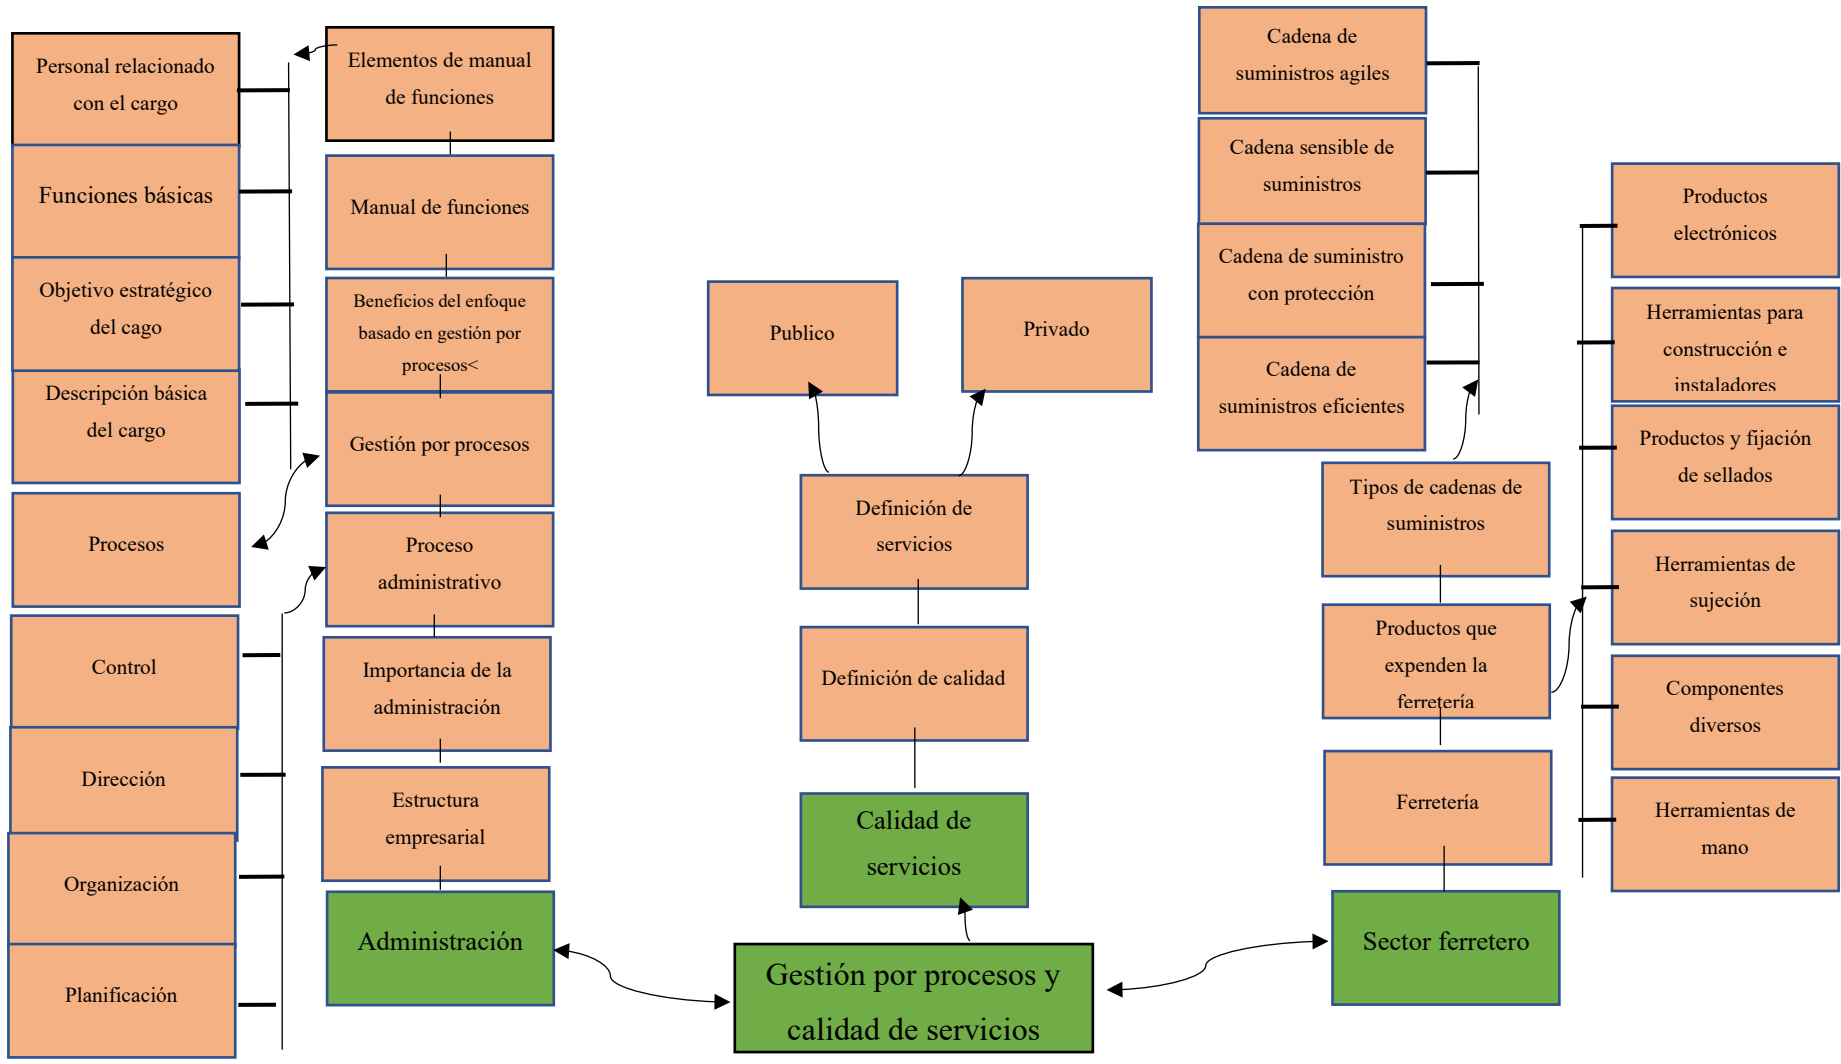 Personal relacionado
con el cargo
Funciones básicas
Objetivo estratégico
del cago
Descripción básica
del cargo
Procesos
Control
Dirección
Organización
Planificación
Elementos de manual
de funciones
Manual de funciones
Beneficios del enfoque
basado en gestión por
procesos<
Gestión por procesos
Proceso
administrativo
Importancia de la
administración
Estructura
empresarial
Administración
Publico
Privado
Definición de
servicios
Definición de calidad
Calidad de
servicios
Gestión por procesos y
calidad de servicios
Cadena de
suministros agiles
Cadena sensible de
suministros
Cadena de suministro
con protección
Cadena de
suministros eficientes
Tipos de cadenas de
suministros
Productos que
expenden la
ferretería
Ferretería
Sector ferretero
Productos
electrónicos
Herramientas para
construcción e
instaladores
Productos y fijación
de sellados
Herramientas de
sujeción
Componentes
diversos
Herramientas de
mano